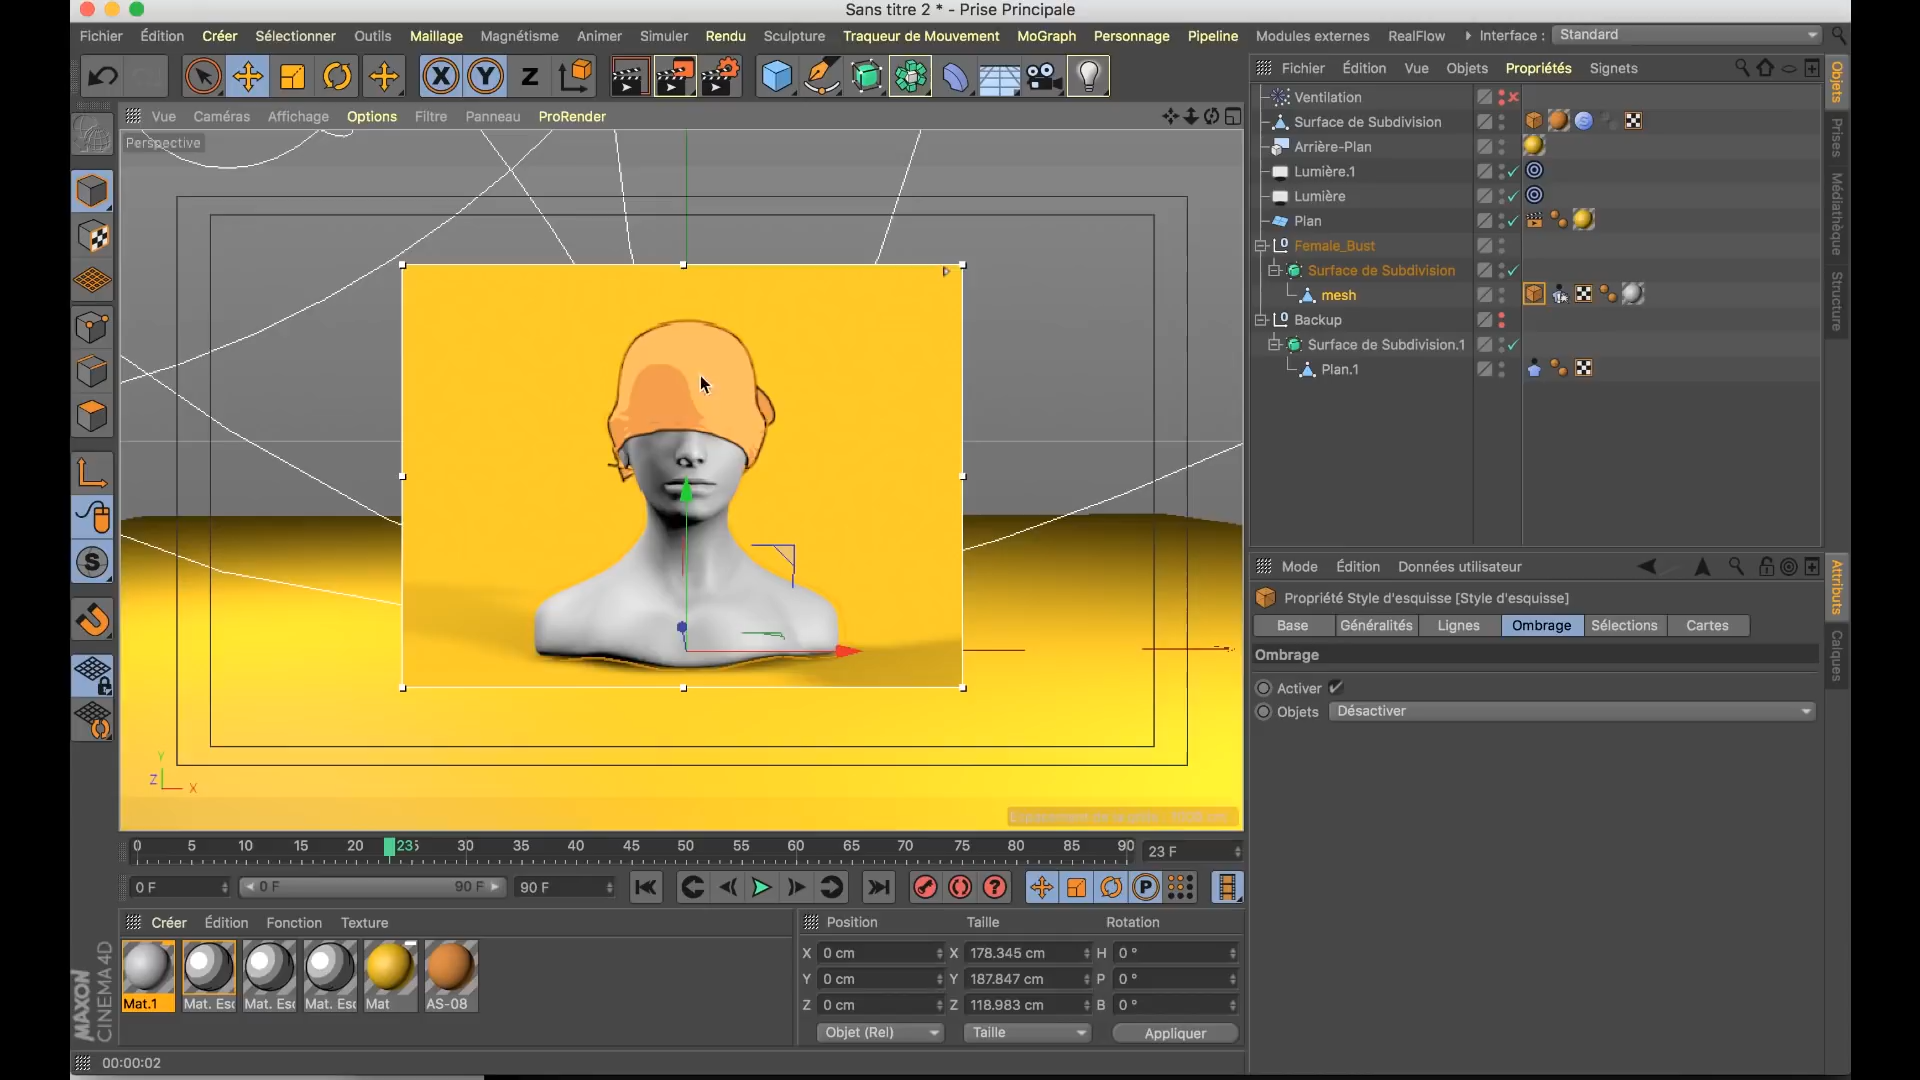 Sans titre 2 * - Prise Principale
Fichier Édition Créer Sélectionner Outils Maillage Magnétisme Animer Simuler Rendu Sculpture Traqueur de Mouvement MoGraph Personnage Pipeline Modules externes RealFlow Interface : Standard
X Y Z
Fichier Édition Vue Objets Propriétés Signets
Vue Caméras Affichage Options Filtre Panneau ProRender
Perspective
Ventilation
Surface de Subdivision
Arrière-Plan
Lumière.1
Lumière
Plan
Female_Bust
Surface de Subdivision
mesh
Backup
Surface de Subdivision.1
Plan.1
Objets
Prises
Médiathèque
Structure
Mode Édition Données utilisateur
Propriété Style d'esquisse [Style d'esquisse]
Base Généralités Lignes Ombrage Sélections Cartes
Ombrage
Activer
Objets Désactiver
Attributs
Calques
Y
Z
X
0 5 10 15 20 235 30 35 40 45 50 55 60 65 70 75 80 85 90 23 F
0 F 0 F 90 F 90 F
Créer Édition Fonction Texture
Mat.1 Mat. Esc Mat. Esc Mat. Esc Mat AS-08
Position Taille Rotation
X 0 cm X 178.345 cm H 0 °
Y 0 cm Y 187.847 cm P 0 °
Z 0 cm Z 118.983 cm B 0 °
Objet (Rel) Taille Appliquer
MAXON
CINEMA 4D
00:00:02